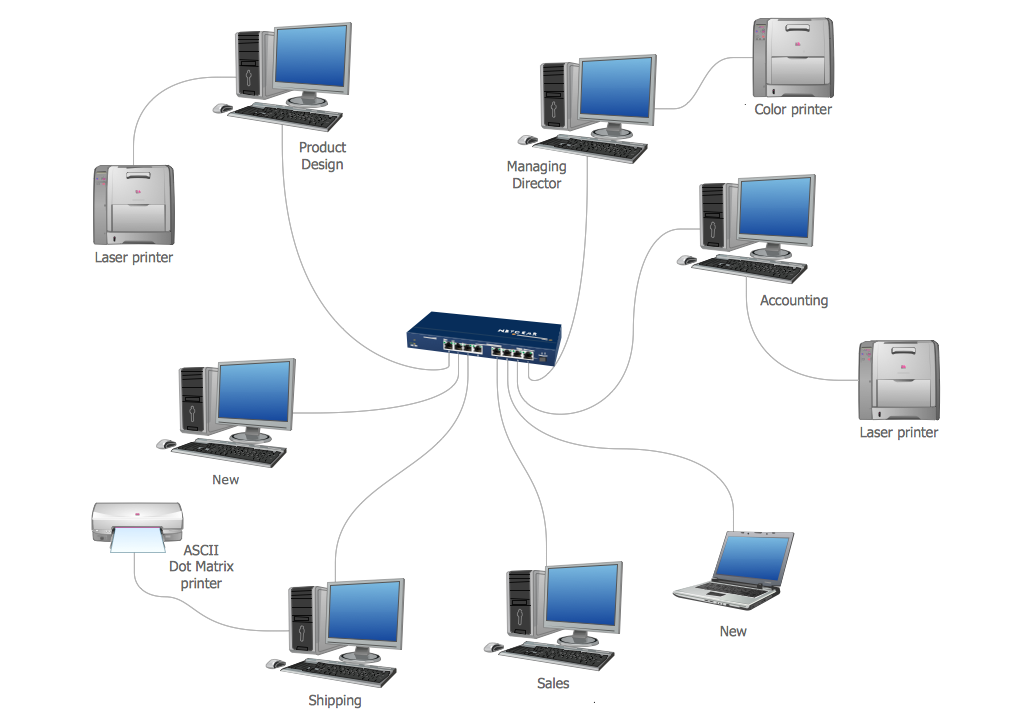 Color printer
Product
Design
Managing
Director
Laser printer
Accounting
NETGEAR
Laser printer
New
ASCII
Dot Matrix
printer
New
Sales
Shipping